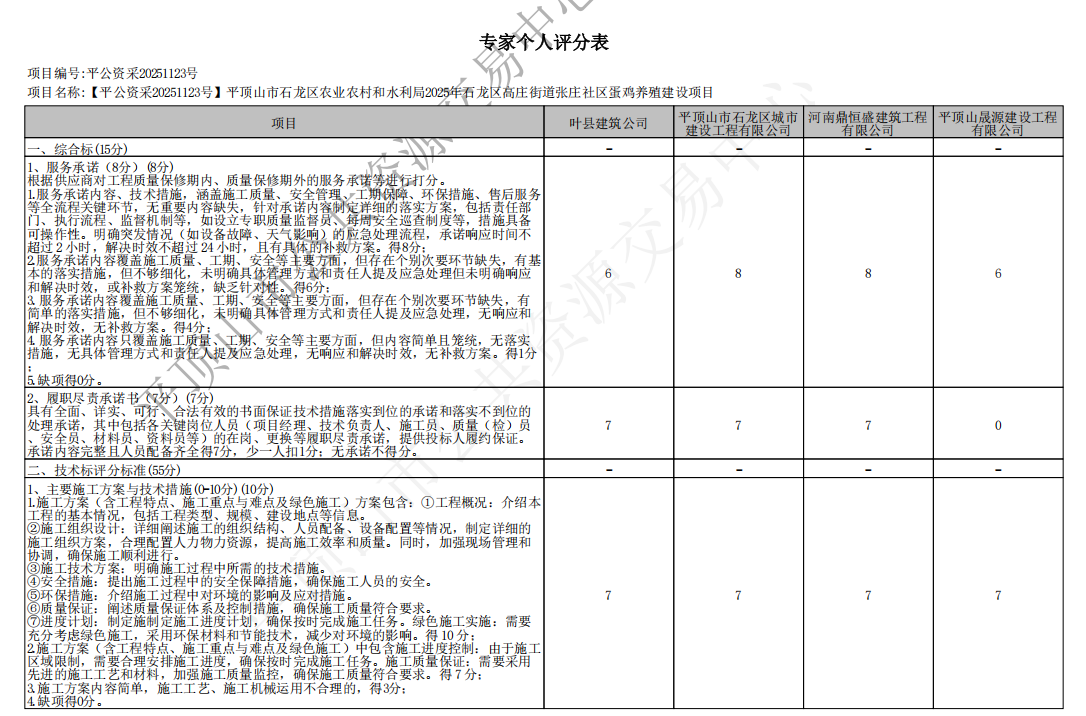 专家个人评分表
项目编号:平公资采20251123号
项目名称:【平公资采20251123号】平顶山市石龙区农业农村和水利局2025年石龙区高庄街道张庄社区蛋鸡养殖建设项目
项目 叶县建筑公司 平顶山市石龙区城市建设工程有限公司 河南鼎恒盛建筑工程有限公司 平顶山晟源建设工程有限公司
一、综合标(15分) - - - -
1、服务承诺（8分）(8分)
根据供应商对工程质量保修期内、质量保修期外的服务承诺等进行打分。
1.服务承诺内容、技术措施，涵盖施工质量、安全管理、工期保障、环保措施、售后服务
等全流程关键环节，无重要内容缺失，针对承诺内容制定详细的落实方案，包括责任部
门、执行流程、监督机制等，如设立专职质量监督员、每周安全巡查制度等，措施具备
可操作性。明确突发情况（如设备故障、天气影响）的应急处理流程，承诺响应时间不
超过 2 小时，解决时效不超过 24 小时，且有具体的补救方案。得8分；
2.服务承诺内容覆盖施工质量、工期、安全等主要方面，但存在个别次要环节缺失，有基
本的落实措施，但不够细化，未明确具体管理方式和责任人提及应急处理但未明确响应
和解决时效，或补救方案笼统，缺乏针对性。得6分；
3. 服务承诺内容覆盖施工质量、工期、安全等主要方面，但存在个别次要环节缺失，有
简单的落实措施，但不够细化，未明确具体管理方式和责任人提及应急处理，无响应和
解决时效，无补救方案。得4分；
4. 服务承诺内容只覆盖施工质量、工期、安全等主要方面，但内容简单且笼统，无落实
措施，无具体管理方式和责任人提及应急处理，无响应和解决时效，无补救方案。得1分
；
5.缺项得0分。
6 8 8 6
2、履职尽责承诺书（7分）(7分)
具有全面、详实、可行、合法有效的书面保证技术措施落实到位的承诺和落实不到位的
处理承诺，其中包括各关键岗位人员（项目经理、技术负责人、施工员、质量（检）员
、安全员、材料员、资料员等）的在岗、更换等履职尽责承诺，提供投标人履约保证。
承诺内容完整且人员配备齐全得7分，少一人扣1分；无承诺不得分。
7 7 7 0
二、技术标评分标准(55分) - - - -
1、主要施工方案与技术措施(0-10分)(10分)
1.施工方案（含工程特点、施工重点与难点及绿色施工）方案包含：①工程概况：介绍本
工程的基本情况，包括工程类型、规模、建设地点等信息。
②施工组织设计：详细阐述施工的组织结构、人员配备、设备配置等情况，制定详细的
施工组织方案，合理配置人力物力资源，提高施工效率和质量。同时，加强现场管理和
协调，确保施工顺利进行。
③施工技术方案：明确施工过程中所需的技术措施。
④安全措施：提出施工过程中的安全保障措施，确保施工人员的安全。
⑤环保措施：介绍施工过程中对环境的影响及应对措施。
⑥质量保证：阐述质量保证体系及控制措施，确保施工质量符合要求。
⑦进度计划：制定施制定施工进度计划，确保按时完成施工任务。绿色施工实施：需要
充分考虑绿色施工，采用环保材料和节能技术，减少对环境的影响。得 10 分；
2.施工方案（含工程特点、施工重点与难点及绿色施工）中包含施工进度控制：由于施工
区域限制，需要合理安排施工进度，确保按时完成施工任务。施工质量保证：需要采用
先进的施工工艺和材料，加强施工质量监控，确保施工质量符合要求。得 7 分；
3.施工方案内容简单，施工工艺、施工机械运用不合理的，得3分；
4.缺项得0分。
7 7 7 7
平顶山市公共资源交易中心